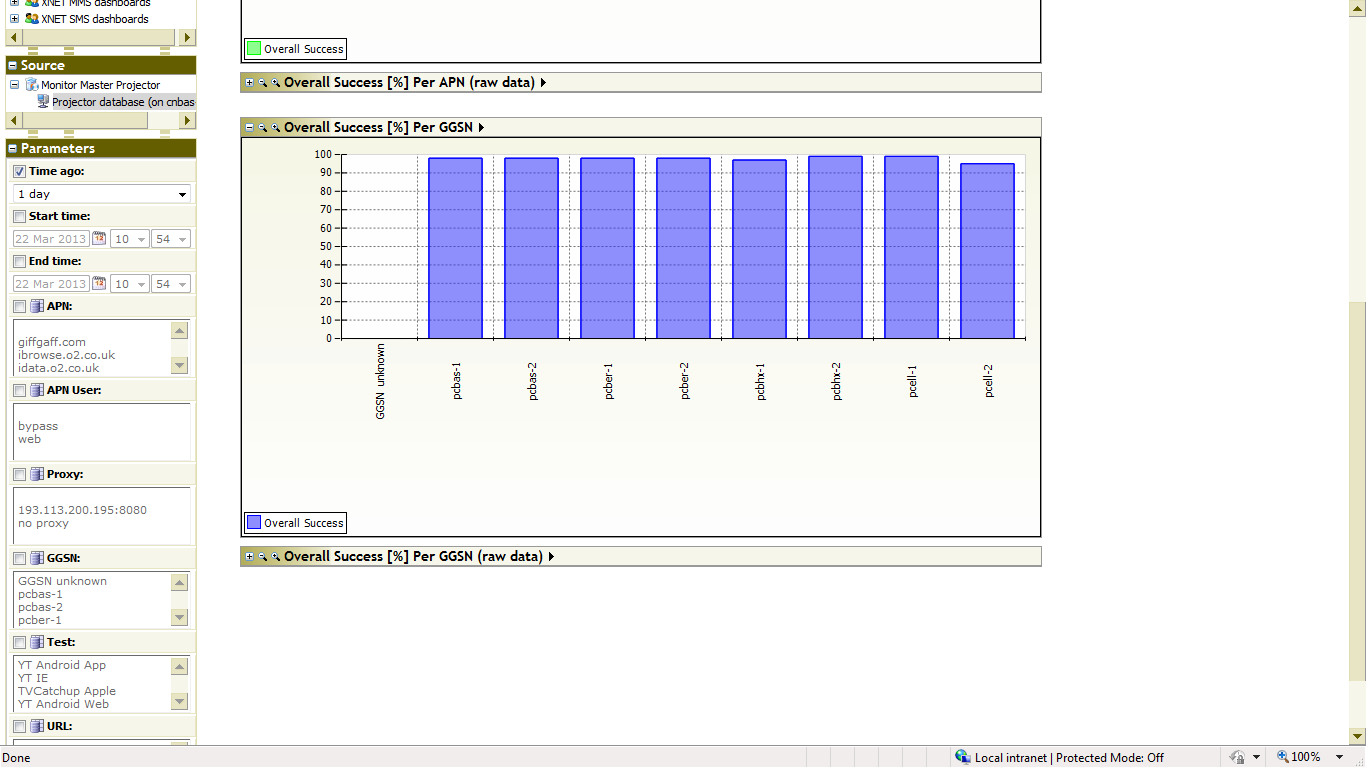 XNET MMS dashboards
XNET SMS dashboards
Source
Monitor Master Projector
Projector database (on cnbas
Parameters
Time ago:
1 day
Start time:
22 Mar 2013 10 54
End time:
22 Mar 2013 10 54
APN:
giffgaff.com
ibrowse.o2.co.uk
idata.o2.co.uk
APN User:
bypass
web
Proxy:
193.113.200.195:8080
no proxy
GGSN:
GGSN unknown
pcbas-1
pcbas-2
pcber-1
Test:
YT Android App
YT IE
TVCatchup Apple
YT Android Web
URL:
Overall Success
Overall Success [%] Per APN (raw data)
Overall Success [%] Per GGSN
100
90
80
70
60
50
40
30
20
10
0
GGSN unknown
pcbas-1
pcbas-2
pcber-1
pcber-2
pcbhx-1
pcbhx-2
pcell-1
pcell-2
Overall Success
Overall Success [%] Per GGSN (raw data)
Done
Local intranet | Protected Mode: Off
100%